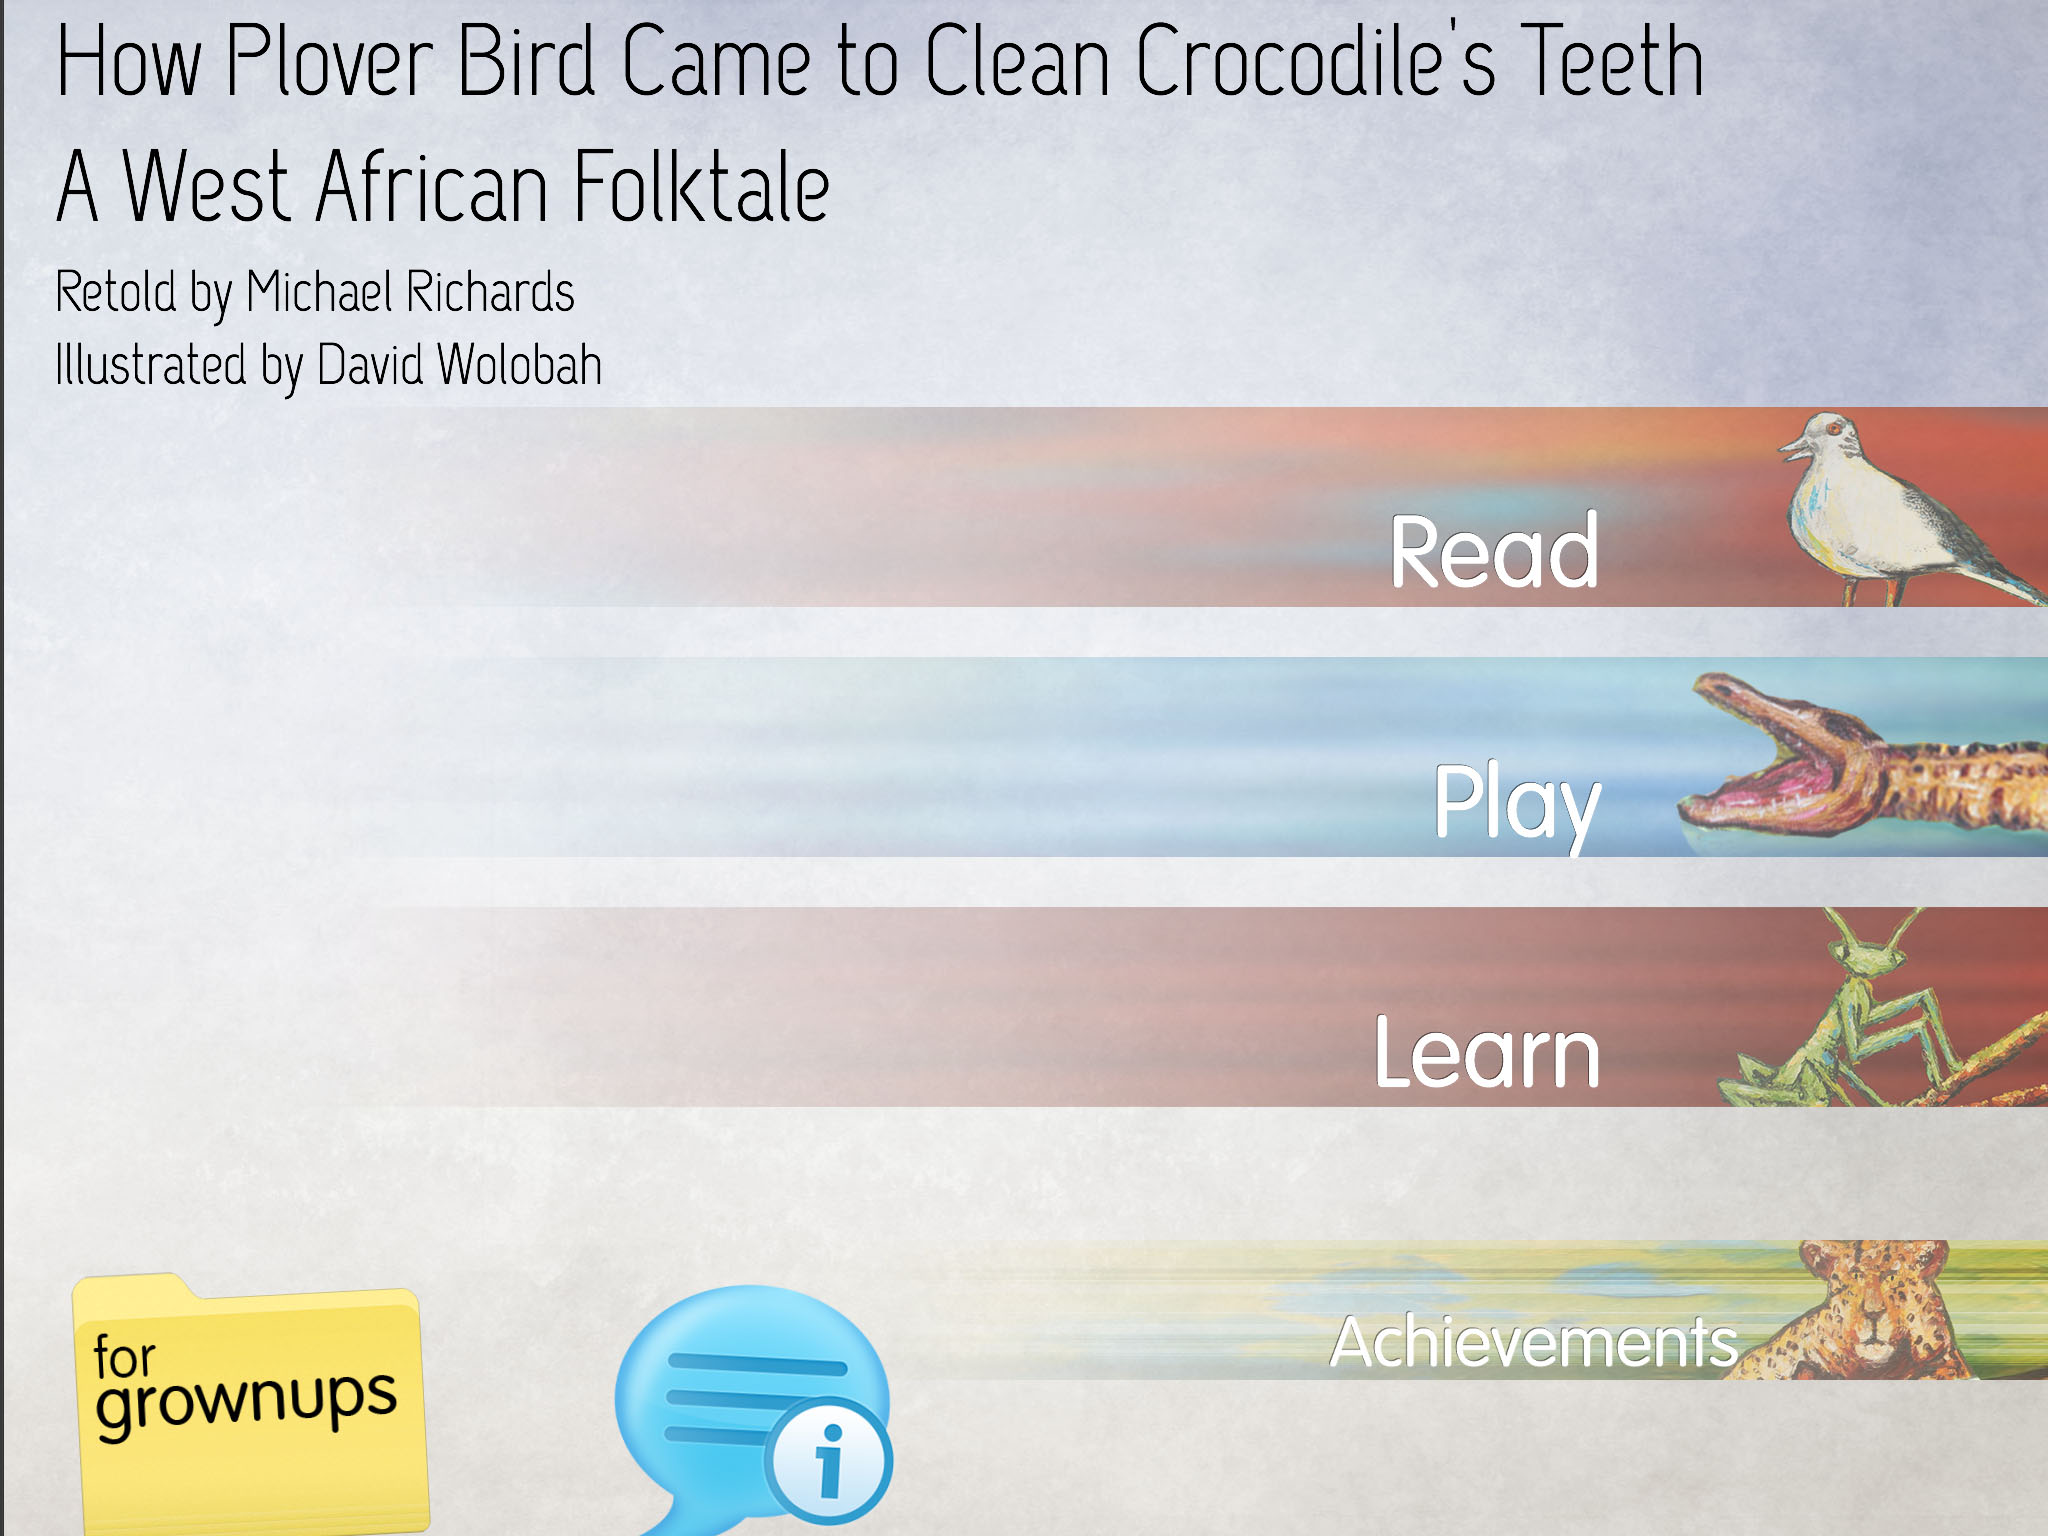 How Plover Bird Came to Clean Crocodile's Teeth
A West African Folktale
Retold by Michael Richards
Illustrated by David Wolobah
Read
Play
Learn
Achievements
for
grownups
i